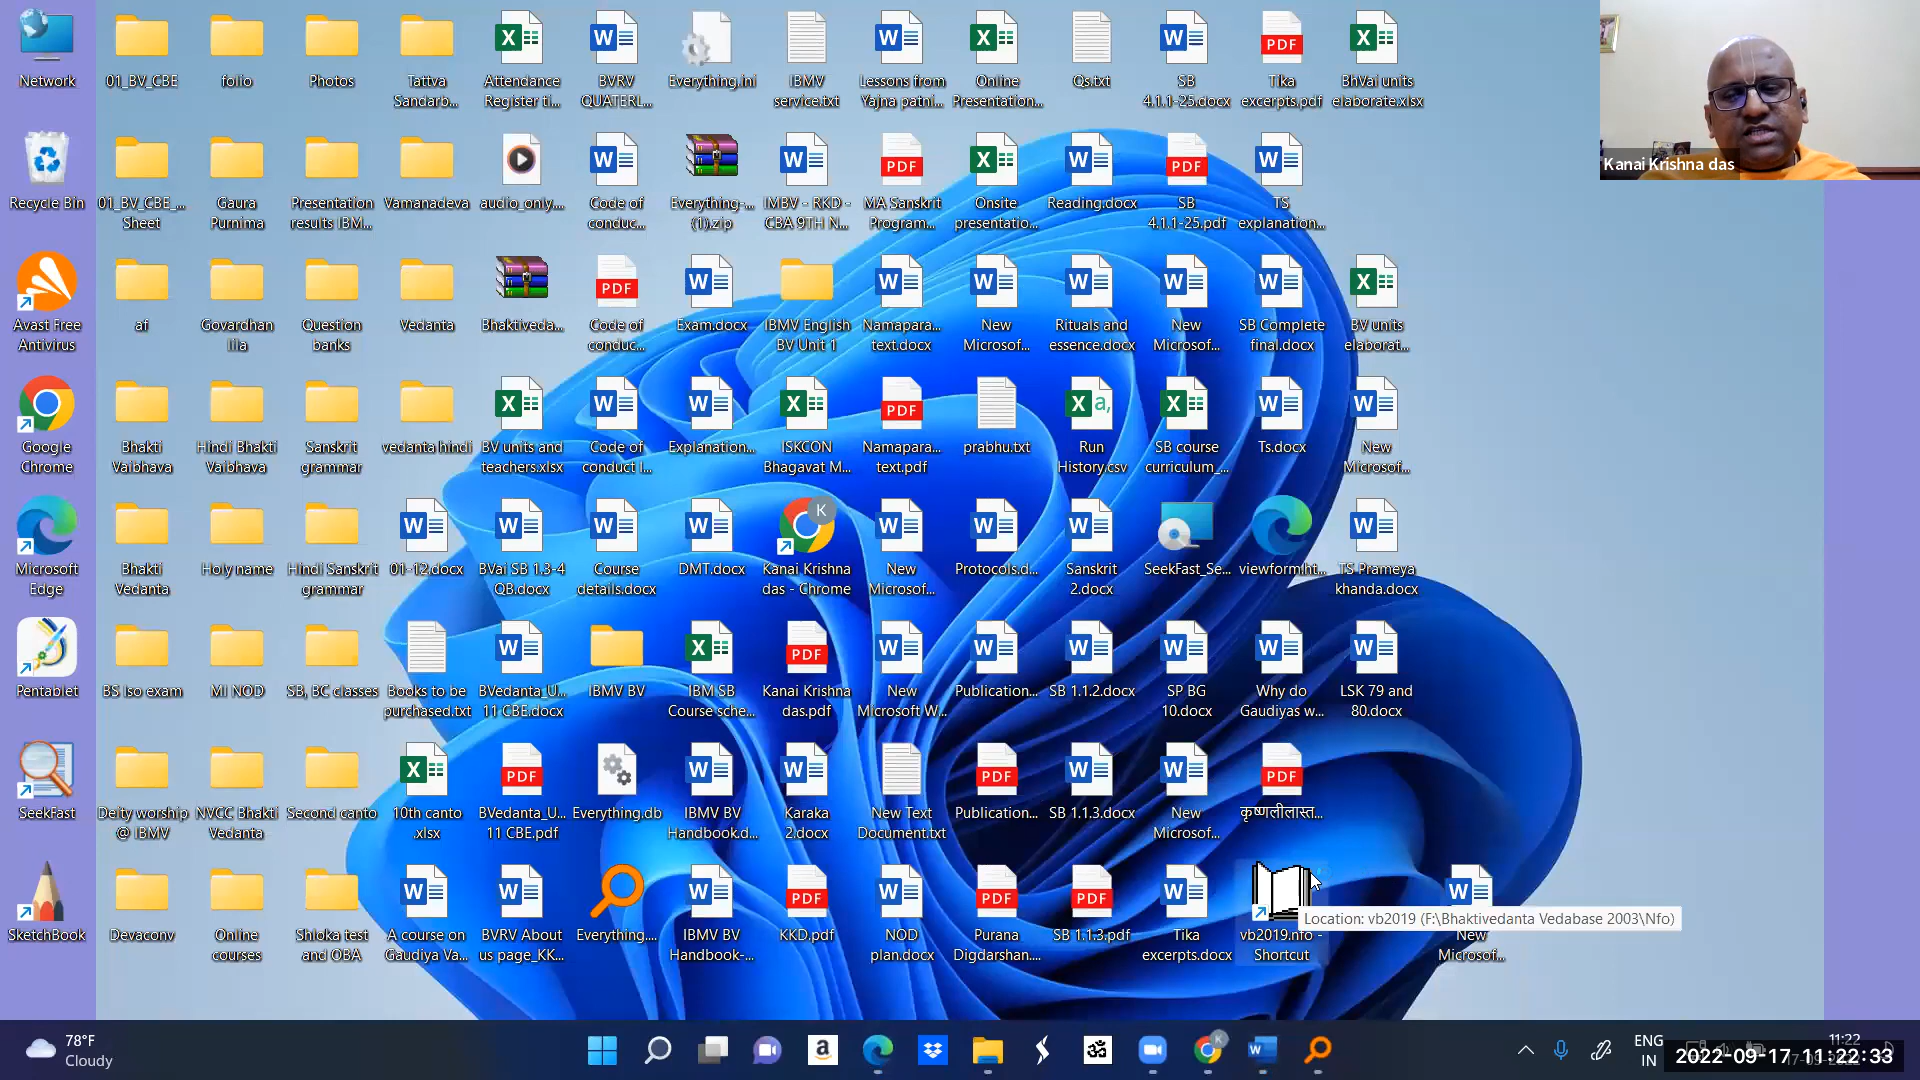 Network
01_BV_CBE
folio
Photos
Tattva
Sandarb...
Attendance
Register ti...
BVRV
QUATERL...
Everything.ini
IBMV
service.txt
Lessons from
Yajna patni...
Online
Presentation...
Qs.txt
SB
4.1.1-25.docx
Tika
excerpts.pdf
BhVai units
elaborate.xlsx
Kanai Krishna das
Recycle Bin
01_BV_CBE_...
Sheet
Gaura
Purnima
Presentation
results IBM...
Vamanadeva
audio_only....
Code of
conduc...
Everything-...
(1).zip
IMBV - RKD -
CBA 9TH N...
MA Sanskrit
Program...
Onsite
presentatio...
Reading.docx
SB
4.1.1-25.pdf
TS
explanation...
Avast Free
Antivirus
af
Govardhan
lila
Question
banks
Vedanta
Bhaktiveda...
Code of
conduc...
Exam.docx
IBMV English
BV Unit 1
Namapara...
text.docx
New
Microsof...
Rituals and
essence.docx
New
Microsof...
SB Complete
final.docx
BV units
elaborat...
Google
Chrome
Bhakti
Vaibhava
Hindi Bhakti
Vaibhava
Sanskrit
grammar
vedanta hindi
BV units and
teachers.xlsx
Code of
conduct I...
Explanation...
ISKCON
Bhagavat M...
Namapara...
text.pdf
prabhu.txt
Run
History.csv
SB course
curriculum_...
Ts.docx
New
Microsof...
Microsoft
Edge
Bhakti
Vedanta
Holy name
Hindi Sanskrit
grammar
01-12.docx
BVai SB 1.3-4
QB.docx
Course
details.docx
DMT.docx
Kanai Krishna
das - Chrome
New
Microsof...
Protocols.d...
Sanskrit
2.docx
SeekFast_Se...
viewform.ht...
TS Prameya
khanda.docx
Pentablet
BS Iso exam
MI NOD
SB, BC classes
Books to be
purchased.txt
BVedanta_U...
11 CBE.docx
IBMV BV
IBM SB
Course sche...
Kanai Krishna
das.pdf
New
Microsoft W...
Publication...
SB 1.1.2.docx
SP BG
10.docx
Why do
Gaudiyas w...
LSK 79 and
80.docx
SeekFast
Deity worship
@ IBMV
NVCC Bhakti
Vedanta
Second canto
10th canto
.xlsx
BVedanta_U...
11 CBE.pdf
Everything.db
IBMV BV
Handbook.d...
Karaka
2.docx
New Text
Document.txt
Publication...
SB 1.1.3.docx
New
Microsof...
कृष्णलीलास्त...
SketchBook
Devaconv
Online
courses
Shloka test
and OBA
A course on
Gaudiya Va...
BVRV About
us page_KK...
Everything....
IBMV BV
Handbook-...
KKD.pdf
NOD
plan.docx
Purana
Digdarshan....
SB 1.1.3.pdf
Tika
excerpts.docx
vb2019.nfo -
Shortcut
Location: vb2019 (F:\Bhaktivedanta Vedabase 2003\Nfo)
New
Microsof...
78°F
Cloudy
ENG
IN
11:22
2022-09-17 11:22:33